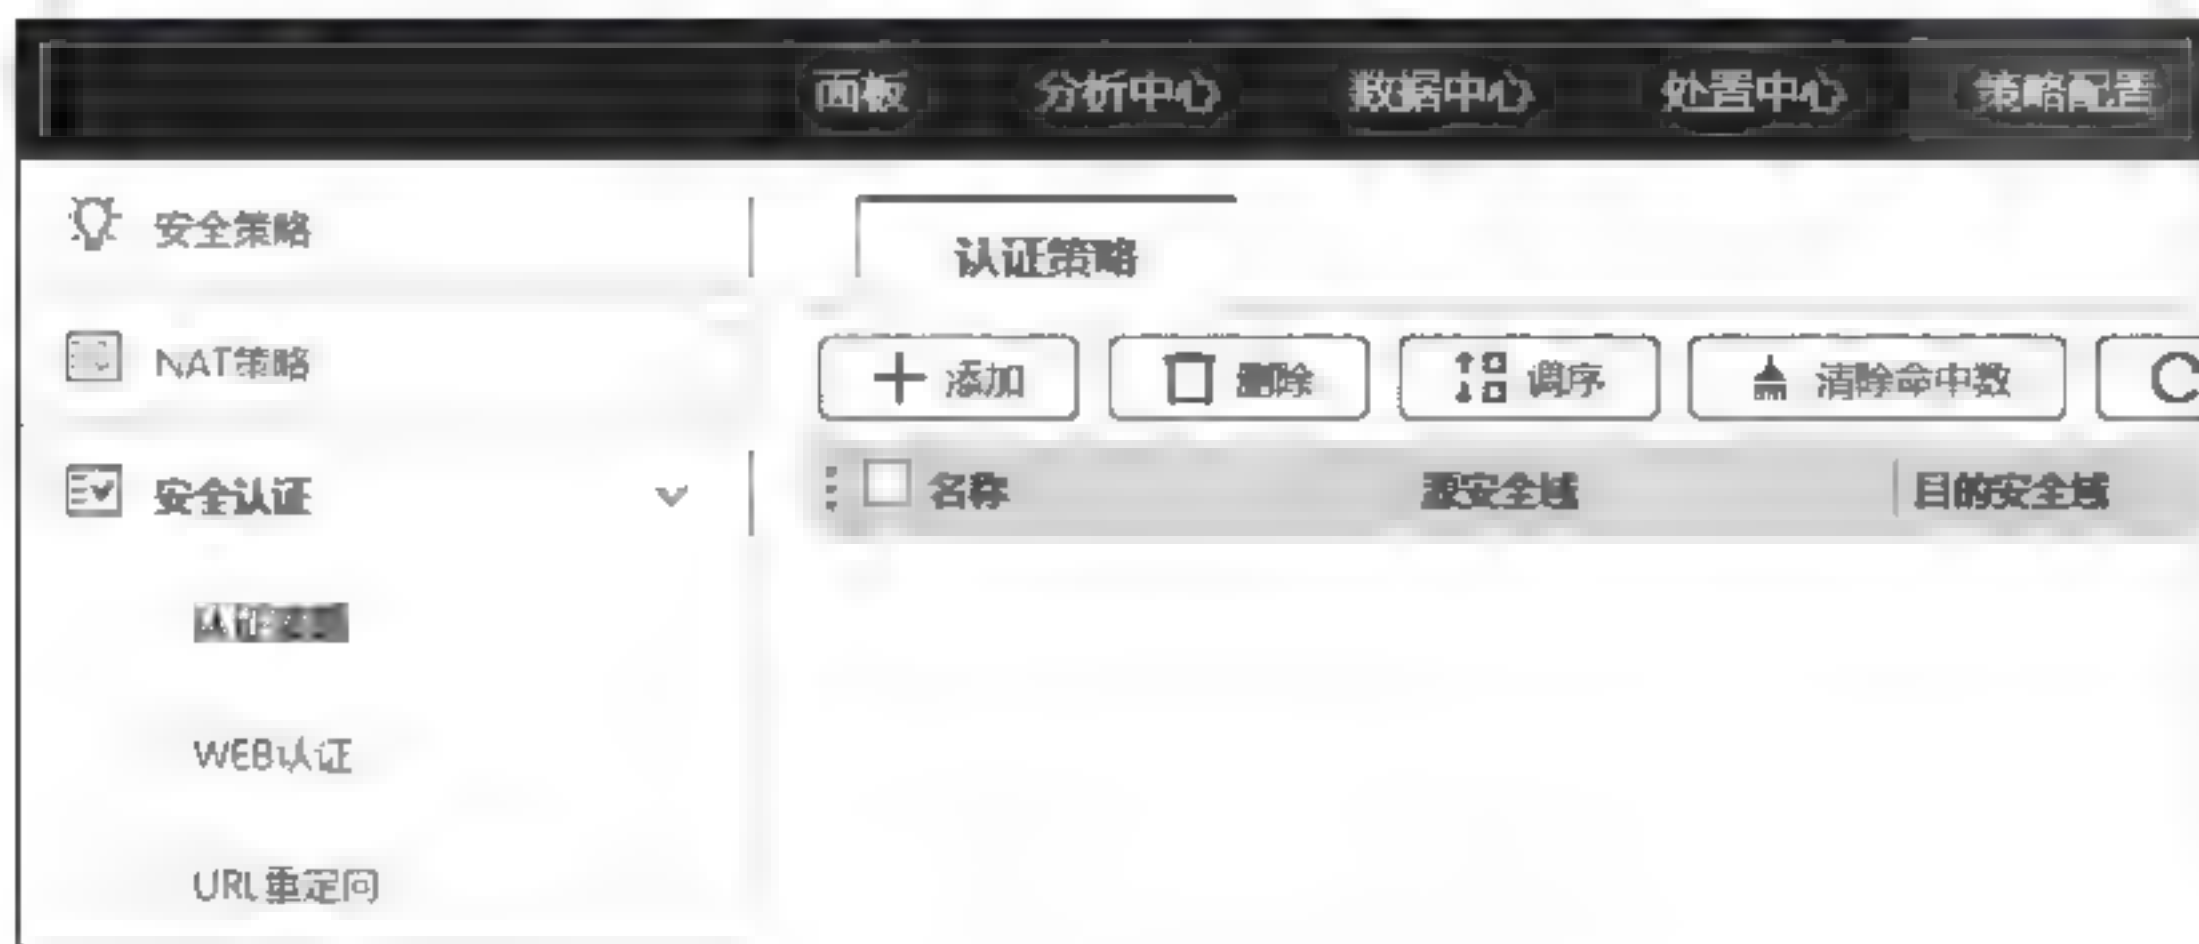 面板 分析中心 数据中心 处置中心 策略配置
安全策略
认证策略
NAT策略
添加 删除 调序 清除命中数
安全认证
名称 源安全域 目的安全域
WEB认证
URL重定向